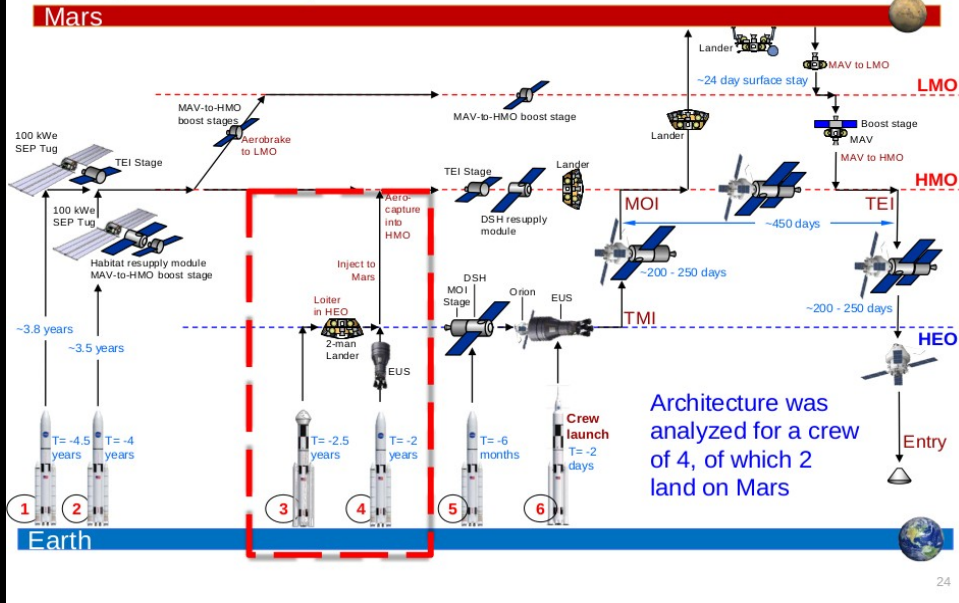 Mars
Lander
MAV to LMO
~24 day surface stay
LMO
MAV-to-HMO
boost stages
MAV-to-HMO boost stage
Boost stage
MAV
Aerobrake
to LMO
Lander
100 kWe
SEP Tug
TEI Stage
MAV to HMO
TEI Stage
Lander
HMO
Aero-
capture
into
HMO
MOI
TEI
100 kWe
SEP Tug
DSH resupply
module
~450 days
Habitat resupply module
MAV-to-HMO boost stage
Inject to
Mars
~200 - 250 days
DSH
MOI
Stage
Orion
EUS
Loiter
in HEO
~200 - 250 days
TMI
~3.8 years
~3.5 years
2-man
Lander
HEO
EUS
Architecture was
analyzed for a crew
of 4, of which 2
land on Mars
Crew
launch
T= -2
days
T= -4.5
years
T= -4
years
T= -2.5
years
T= -2
years
T= -6
months
Entry
1
2
3
4
5
6
Earth
24